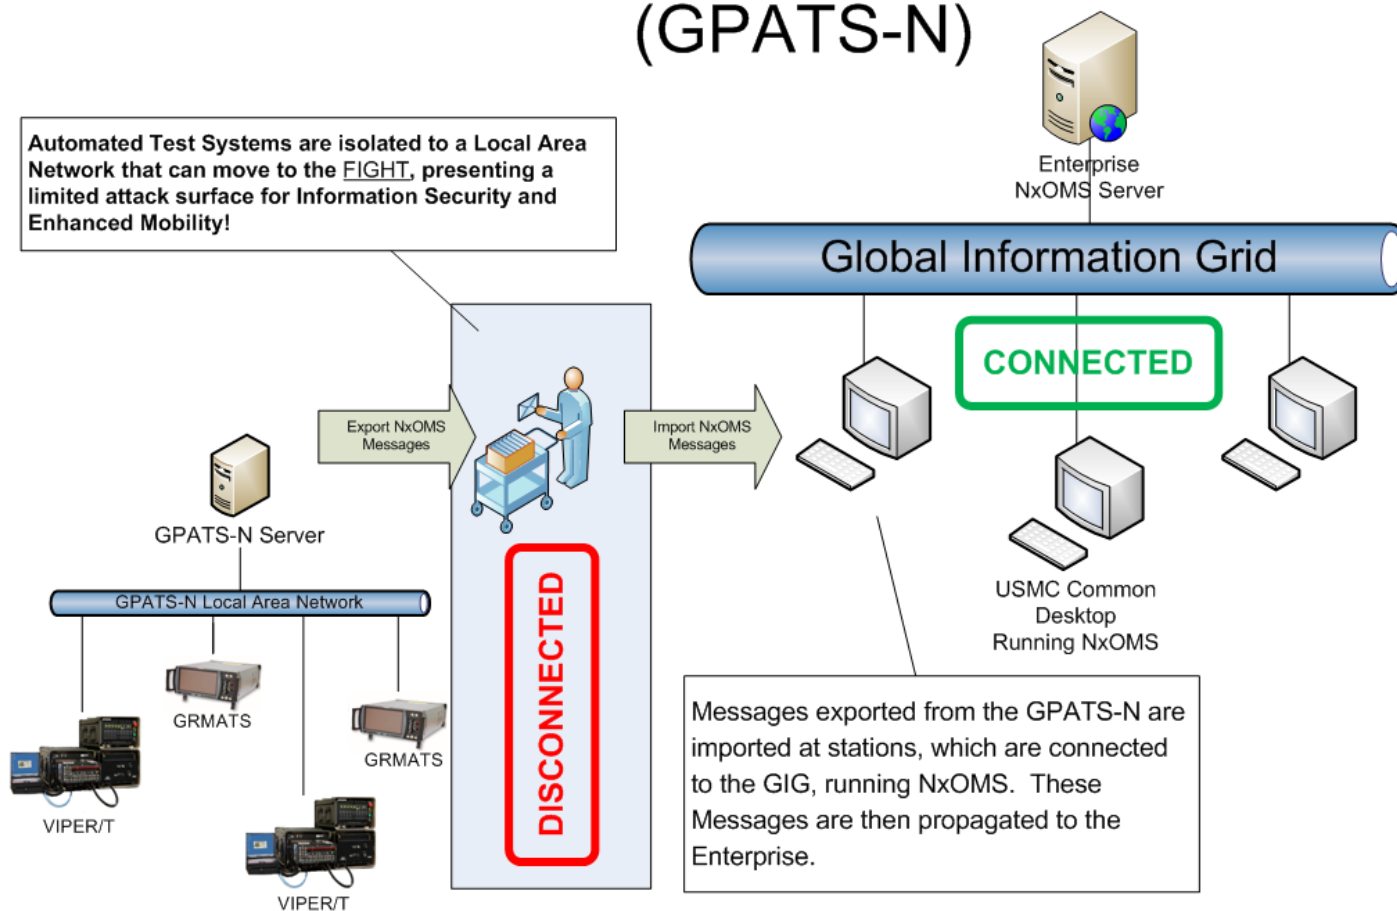 (GPATS-N)
Automated Test Systems are isolated to a Local Area
Network that can move to the FIGHT, presenting a
limited attack surface for Information Security and
Enhanced Mobility!
Enterprise
NxOMS Server
Global Information Grid
CONNECTED
Export NxOMS
Messages
Import NxOMS
Messages
GPATS-N Server
GPATS-N Local Area Network
GRMATS
GRMATS
VIPER/T
VIPER/T
DISCONNECTED
USMC Common
Desktop
Running NxOMS
Messages exported from the GPATS-N are
imported at stations, which are connected
to the GIG, running NxOMS.  These
Messages are then propagated to the
Enterprise.